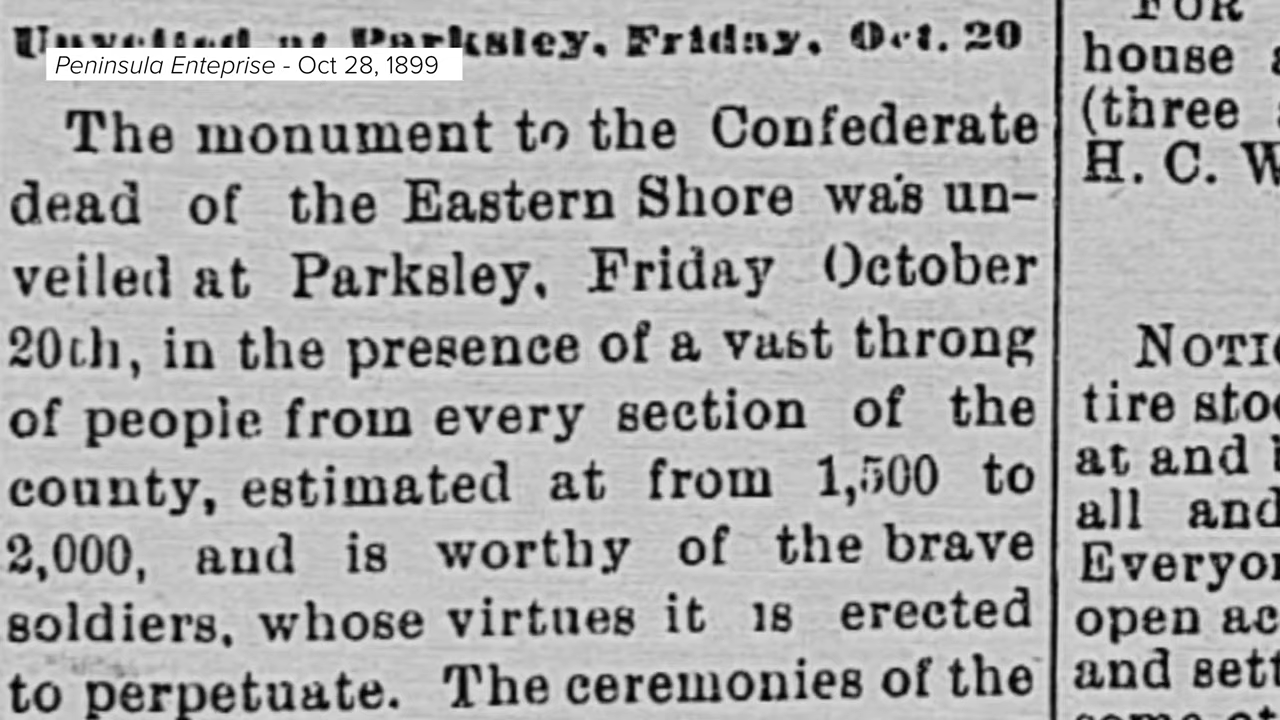 Unveiled at Parksley, Friday, Oct. 20
Peninsula Enteprise - Oct 28, 1899
The monument to the Confederate
dead of the Eastern Shore was un-
veiled at Parksley, Friday October
20th, in the presence of a vast throng
of people from every section of the
county, estimated at from 1,500 to
2,000, and is worthy of the brave
soldiers, whose virtues it is erected
to perpetuate. The ceremonies of the
FOR
house
(three
H. C.
NOTI
tire sto
at and
all and
Everyo
open ac
and sett